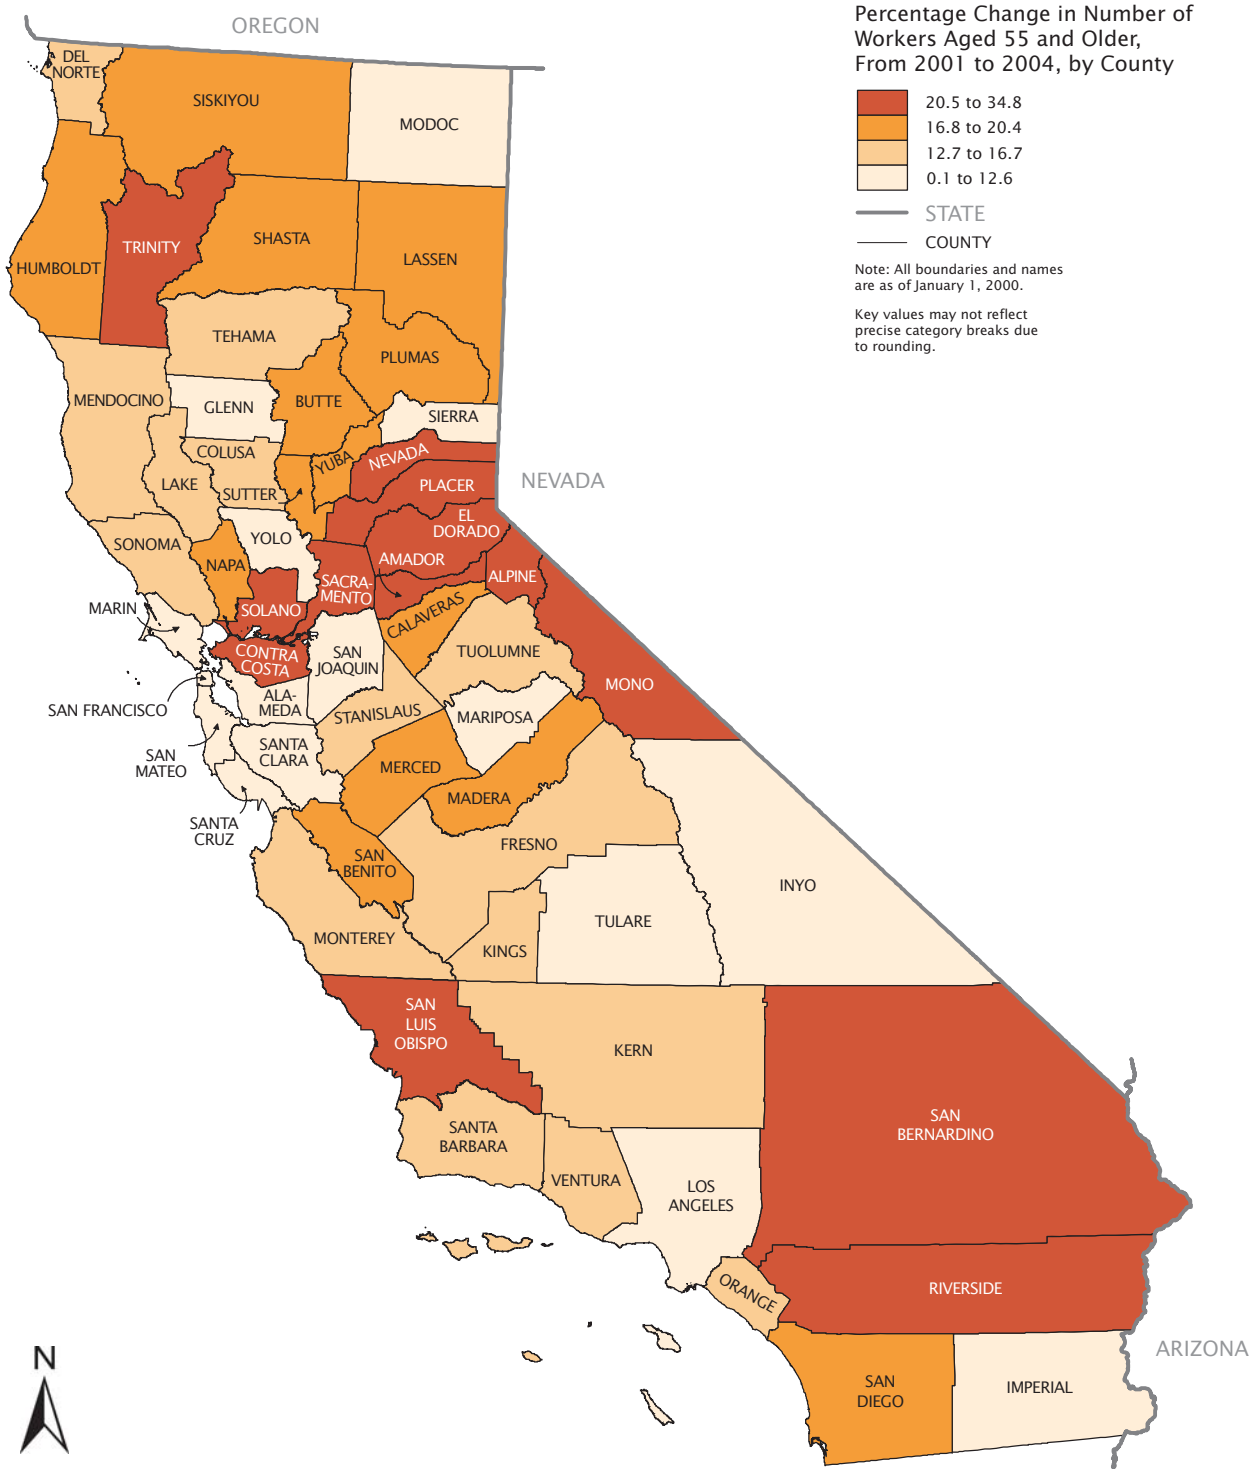 Percentage Change in Number of
Workers Aged 55 and Older,
From 2001 to 2004, by County
20.5 to 34.8
16.8 to 20.4
12.7 to 16.7
0.1 to 12.6
STATE
COUNTY
Note: All boundaries and names
are as of January 1, 2000.
Key values may not reflect
precise category breaks due
to rounding.
OREGON
DEL
NORTE
SISKIYOU
MODOC
TRINITY
SHASTA
HUMBOLDT
LASSEN
TEHAMA
PLUMAS
MENDOCINO
GLENN
BUTTE
SIERRA
COLUSA
YUBA
NEVADA
LAKE
SUTTER
PLACER
NEVADA
EL
DORADO
SONOMA
YOLO
NAPA
AMADOR
ALPINE
SACRA-
MENTO
MARIN
SOLANO
CALAVERAS
CONTRA
COSTA
SAN
JOAQUIN
TUOLUMNE
MONO
SAN FRANCISCO
ALA-
MEDA
STANISLAUS
MARIPOSA
SAN
MATEO
SANTA
CLARA
MERCED
MADERA
SANTA
CRUZ
FRESNO
SAN
BENITO
INYO
TULARE
MONTEREY
KINGS
SAN
LUIS
OBISPO
KERN
SAN
BERNARDINO
SANTA
BARBARA
VENTURA
LOS
ANGELES
ORANGE
RIVERSIDE
ARIZONA
SAN
DIEGO
IMPERIAL
N